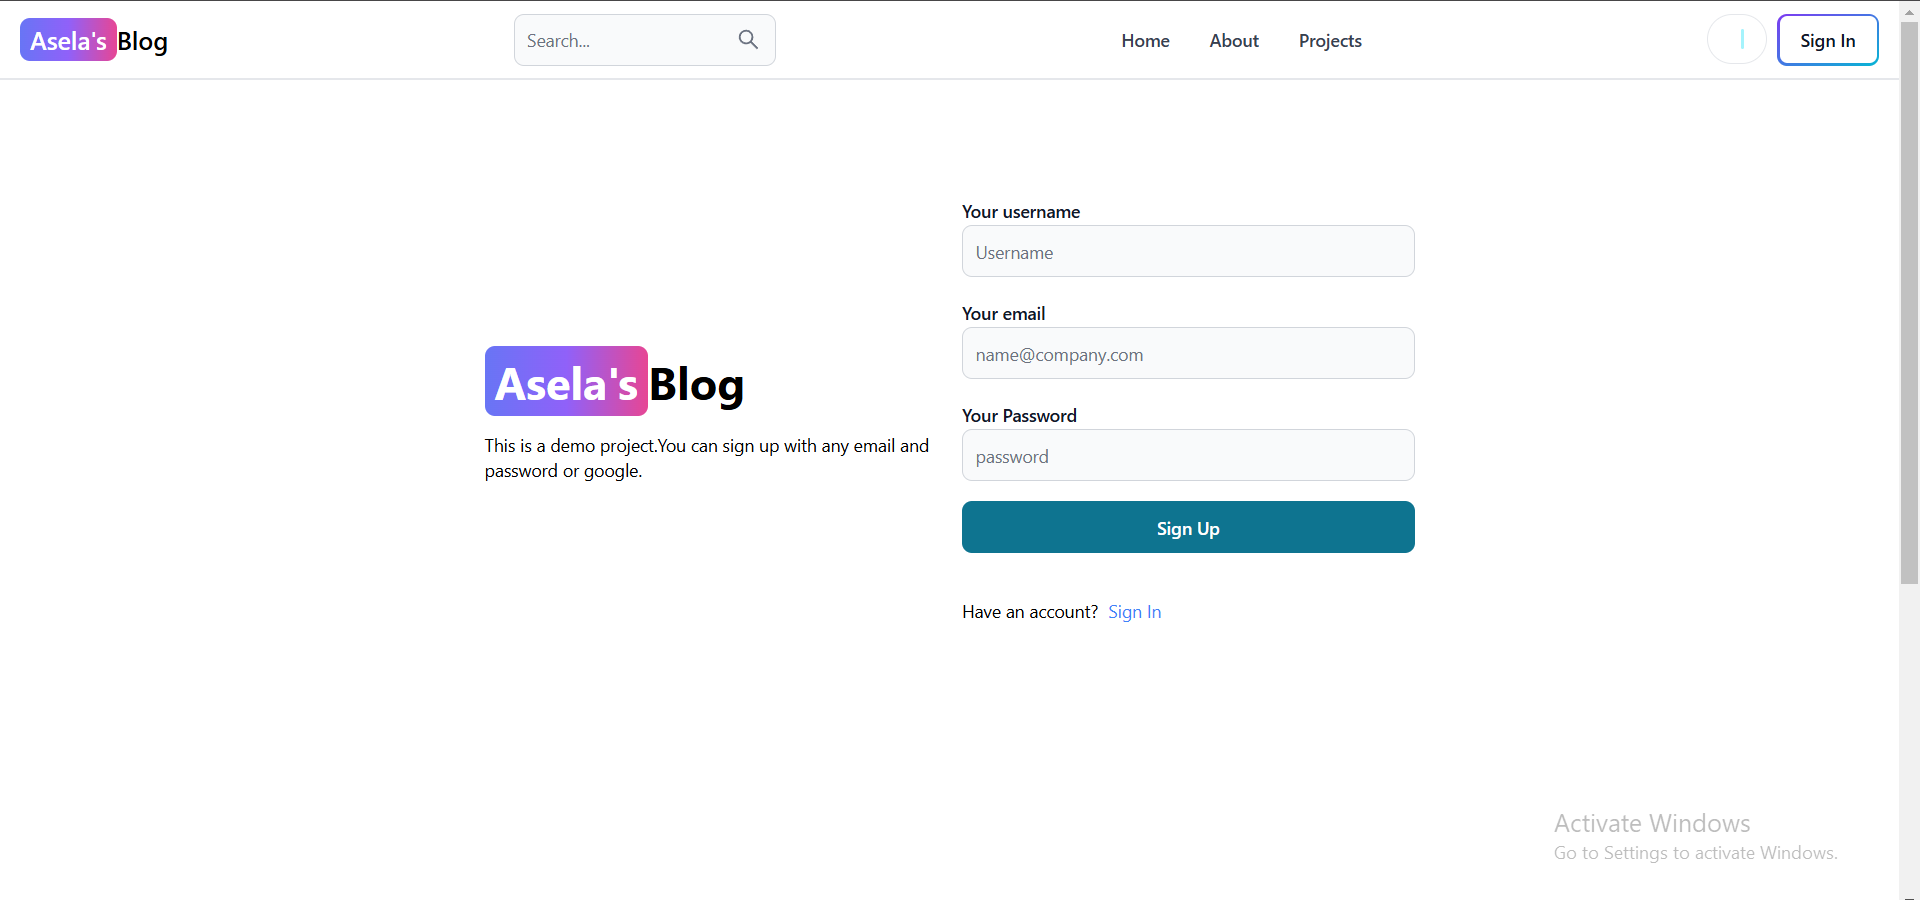 Asela's Blog
Search...
Home
About
Projects
Sign In
Your username
Username
Your email
name@company.com
Asela's Blog
This is a demo project.You can sign up with any email and
password or google.
Your Password
password
Sign Up
Have an account? Sign In
Activate Windows
Go to Settings to activate Windows.